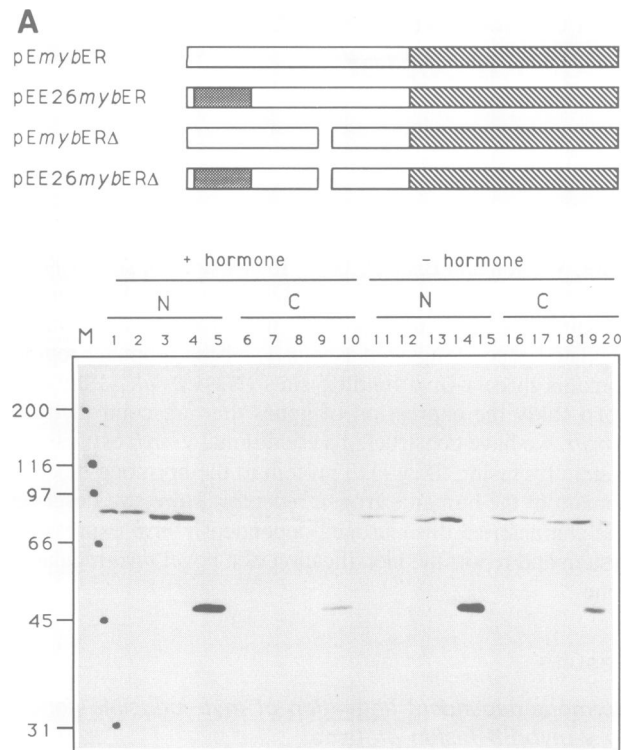 A
pEmybER
pEE26mybER
pEmybERΔ
pEE26mybERΔ
+ hormone - hormone
N C N C
M 1 2 3 4 5 6 7 8 9 10 11 12 13 14 15 16 17 18 19 20
200
116
97
66
45
31